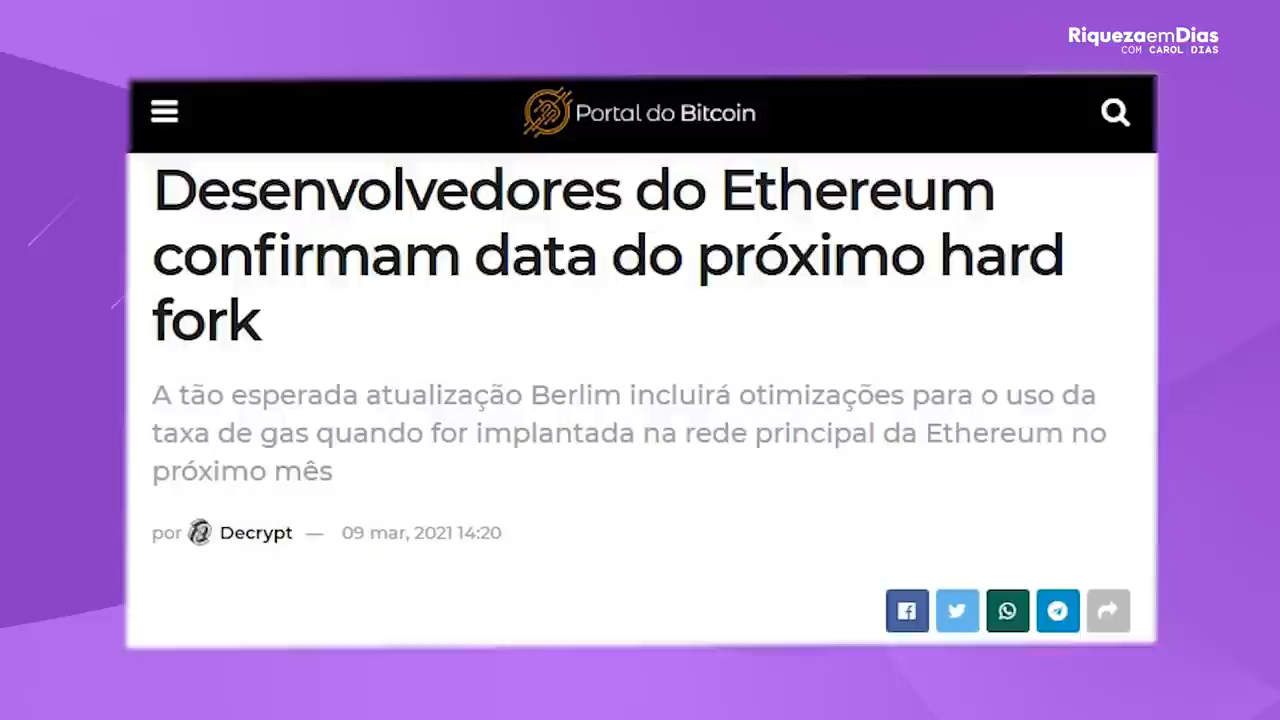 RiquezaemDias
COM CAROL DIAS
Portal do Bitcoin
Desenvolvedores do Ethereum
confirmam data do próximo hard
fork
A tão esperada atualização Berlim incluirá otimizações para o uso da
taxa de gas quando for implantada na rede principal da Ethereum no
próximo mês
por Decrypt — 09 mar, 2021 14:20